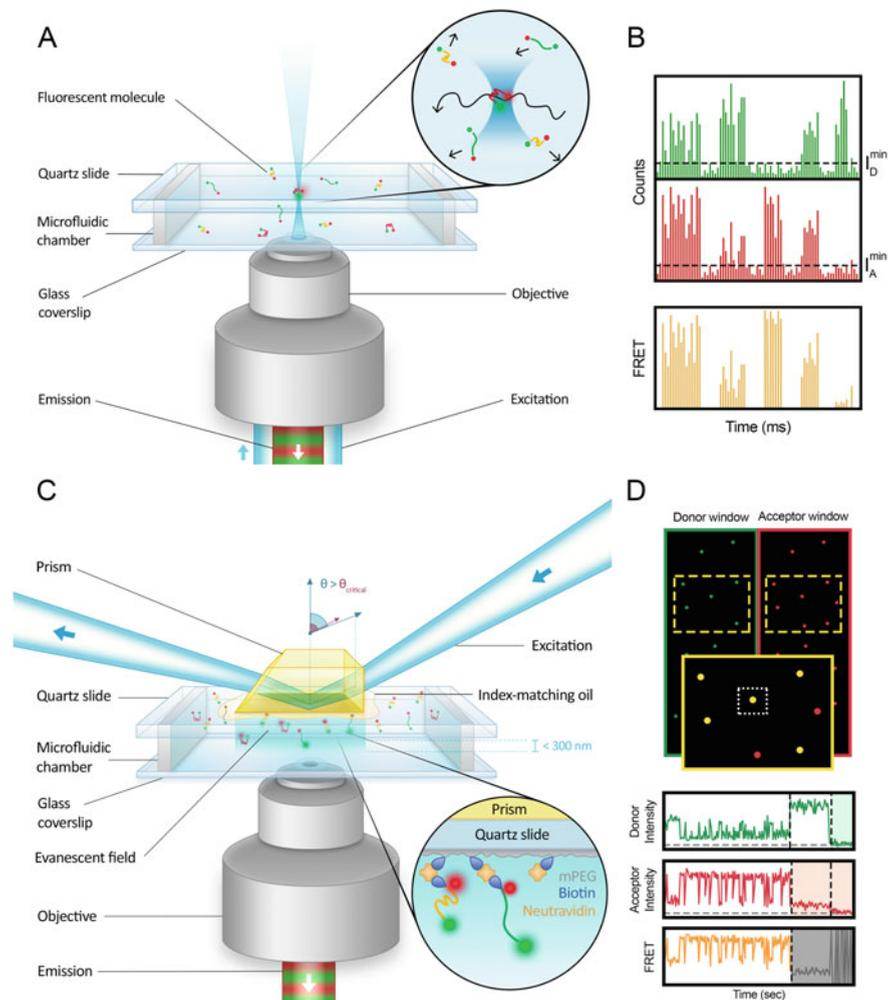 A
Fluorescent molecule
Quartz slide
Microfluidic
chamber
Glass
coverslip
Objective
Emission
Excitation
B
Counts
I min D
I min A
FRET
Time (ms)
C
Prism
θ > θcritical
Excitation
Quartz slide
Index-matching oil
Microfluidic
chamber
< 300 nm
Glass
coverslip
Evanescent field
Objective
Emission
Prism
Quartz slide
mPEG
Biotin
Neutravidin
D
Donor window Acceptor window
Donor
Intensity
Acceptor
Intensity
FRET
Time (sec)